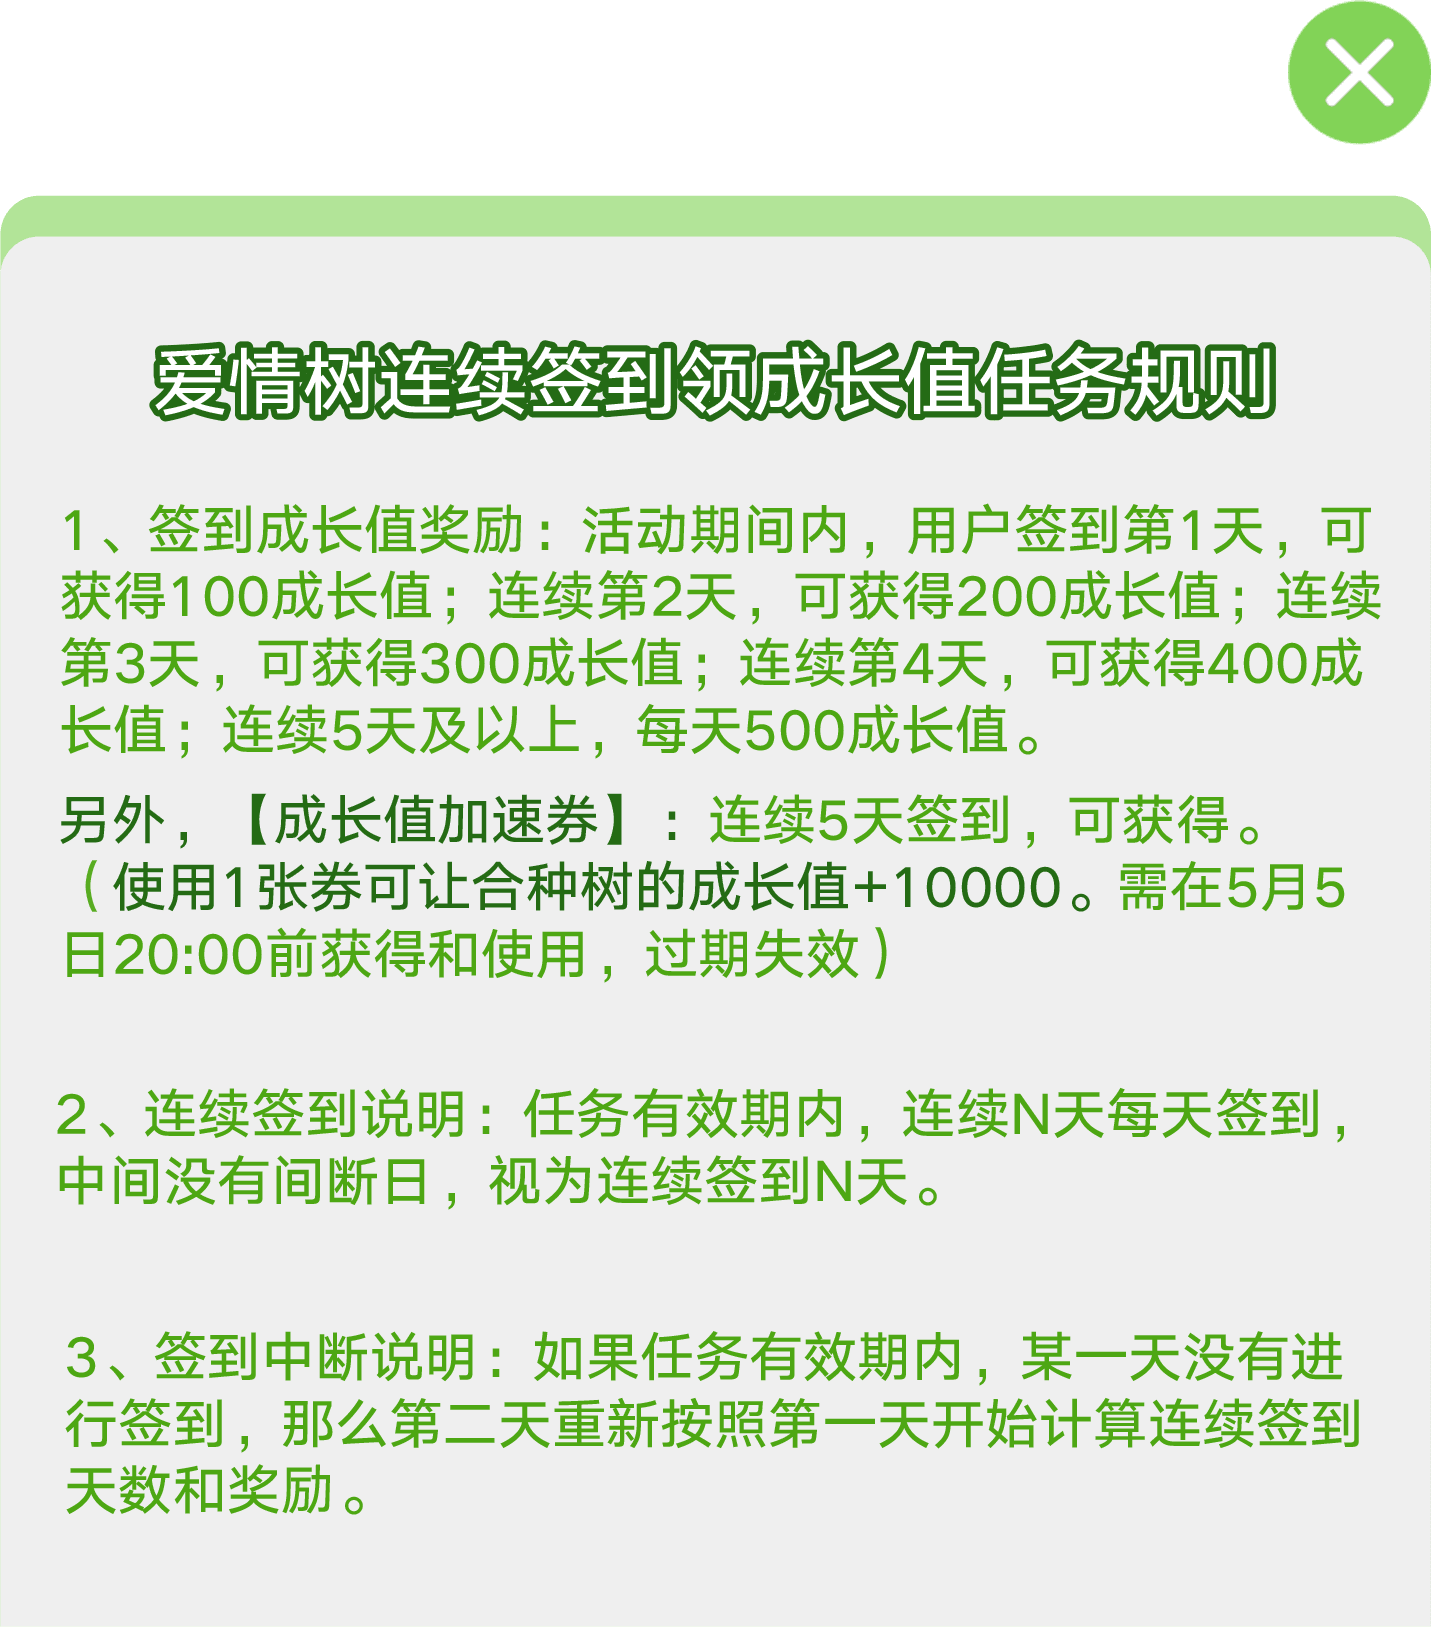 爱情树连续签到领成长值任务规则
1、签到成长值奖励：活动期间内，用户签到第1天，可
获得100成长值；连续第2天，可获得200成长值；连续
第3天，可获得300成长值；连续第4天，可获得400成
长值；连续5天及以上，每天500成长值。
另外，【成长值加速券】：连续5天签到，可获得。
（使用1张券可让合种树的成长值+10000。需在5月5
日20:00前获得和使用，过期失效）
2、连续签到说明：任务有效期内，连续N天每天签到，
中间没有间断日，视为连续签到N天。
3、签到中断说明：如果任务有效期内，某一天没有进
行签到，那么第二天重新按照第一天开始计算连续签到
天数和奖励。